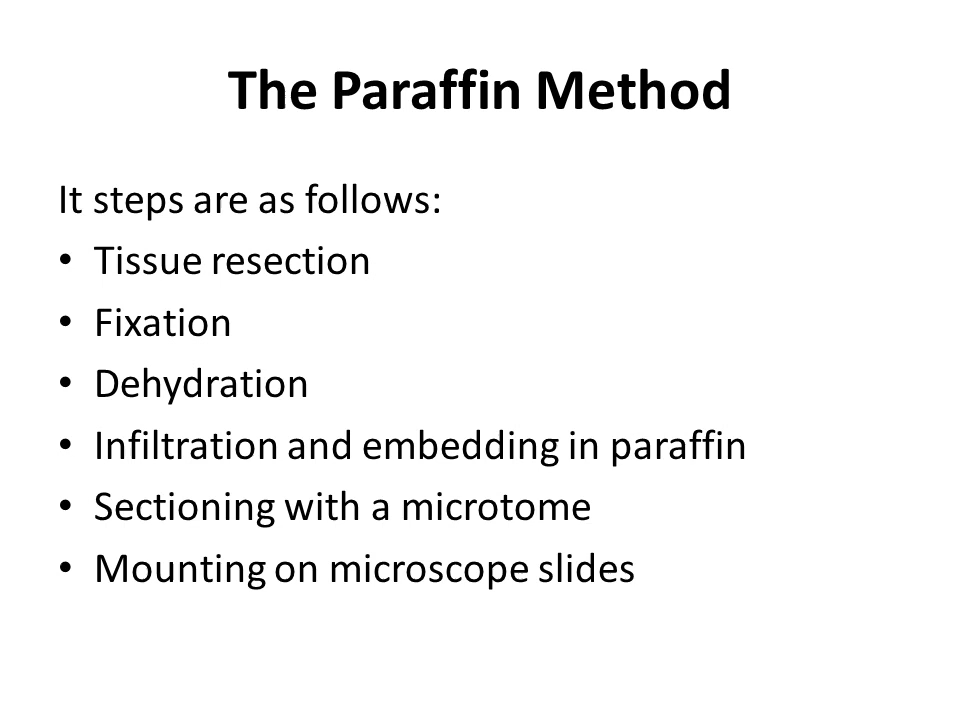 The Paraffin Method
It steps are as follows:
• Tissue resection
• Fixation
• Dehydration
• Infiltration and embedding in paraffin
• Sectioning with a microtome
• Mounting on microscope slides